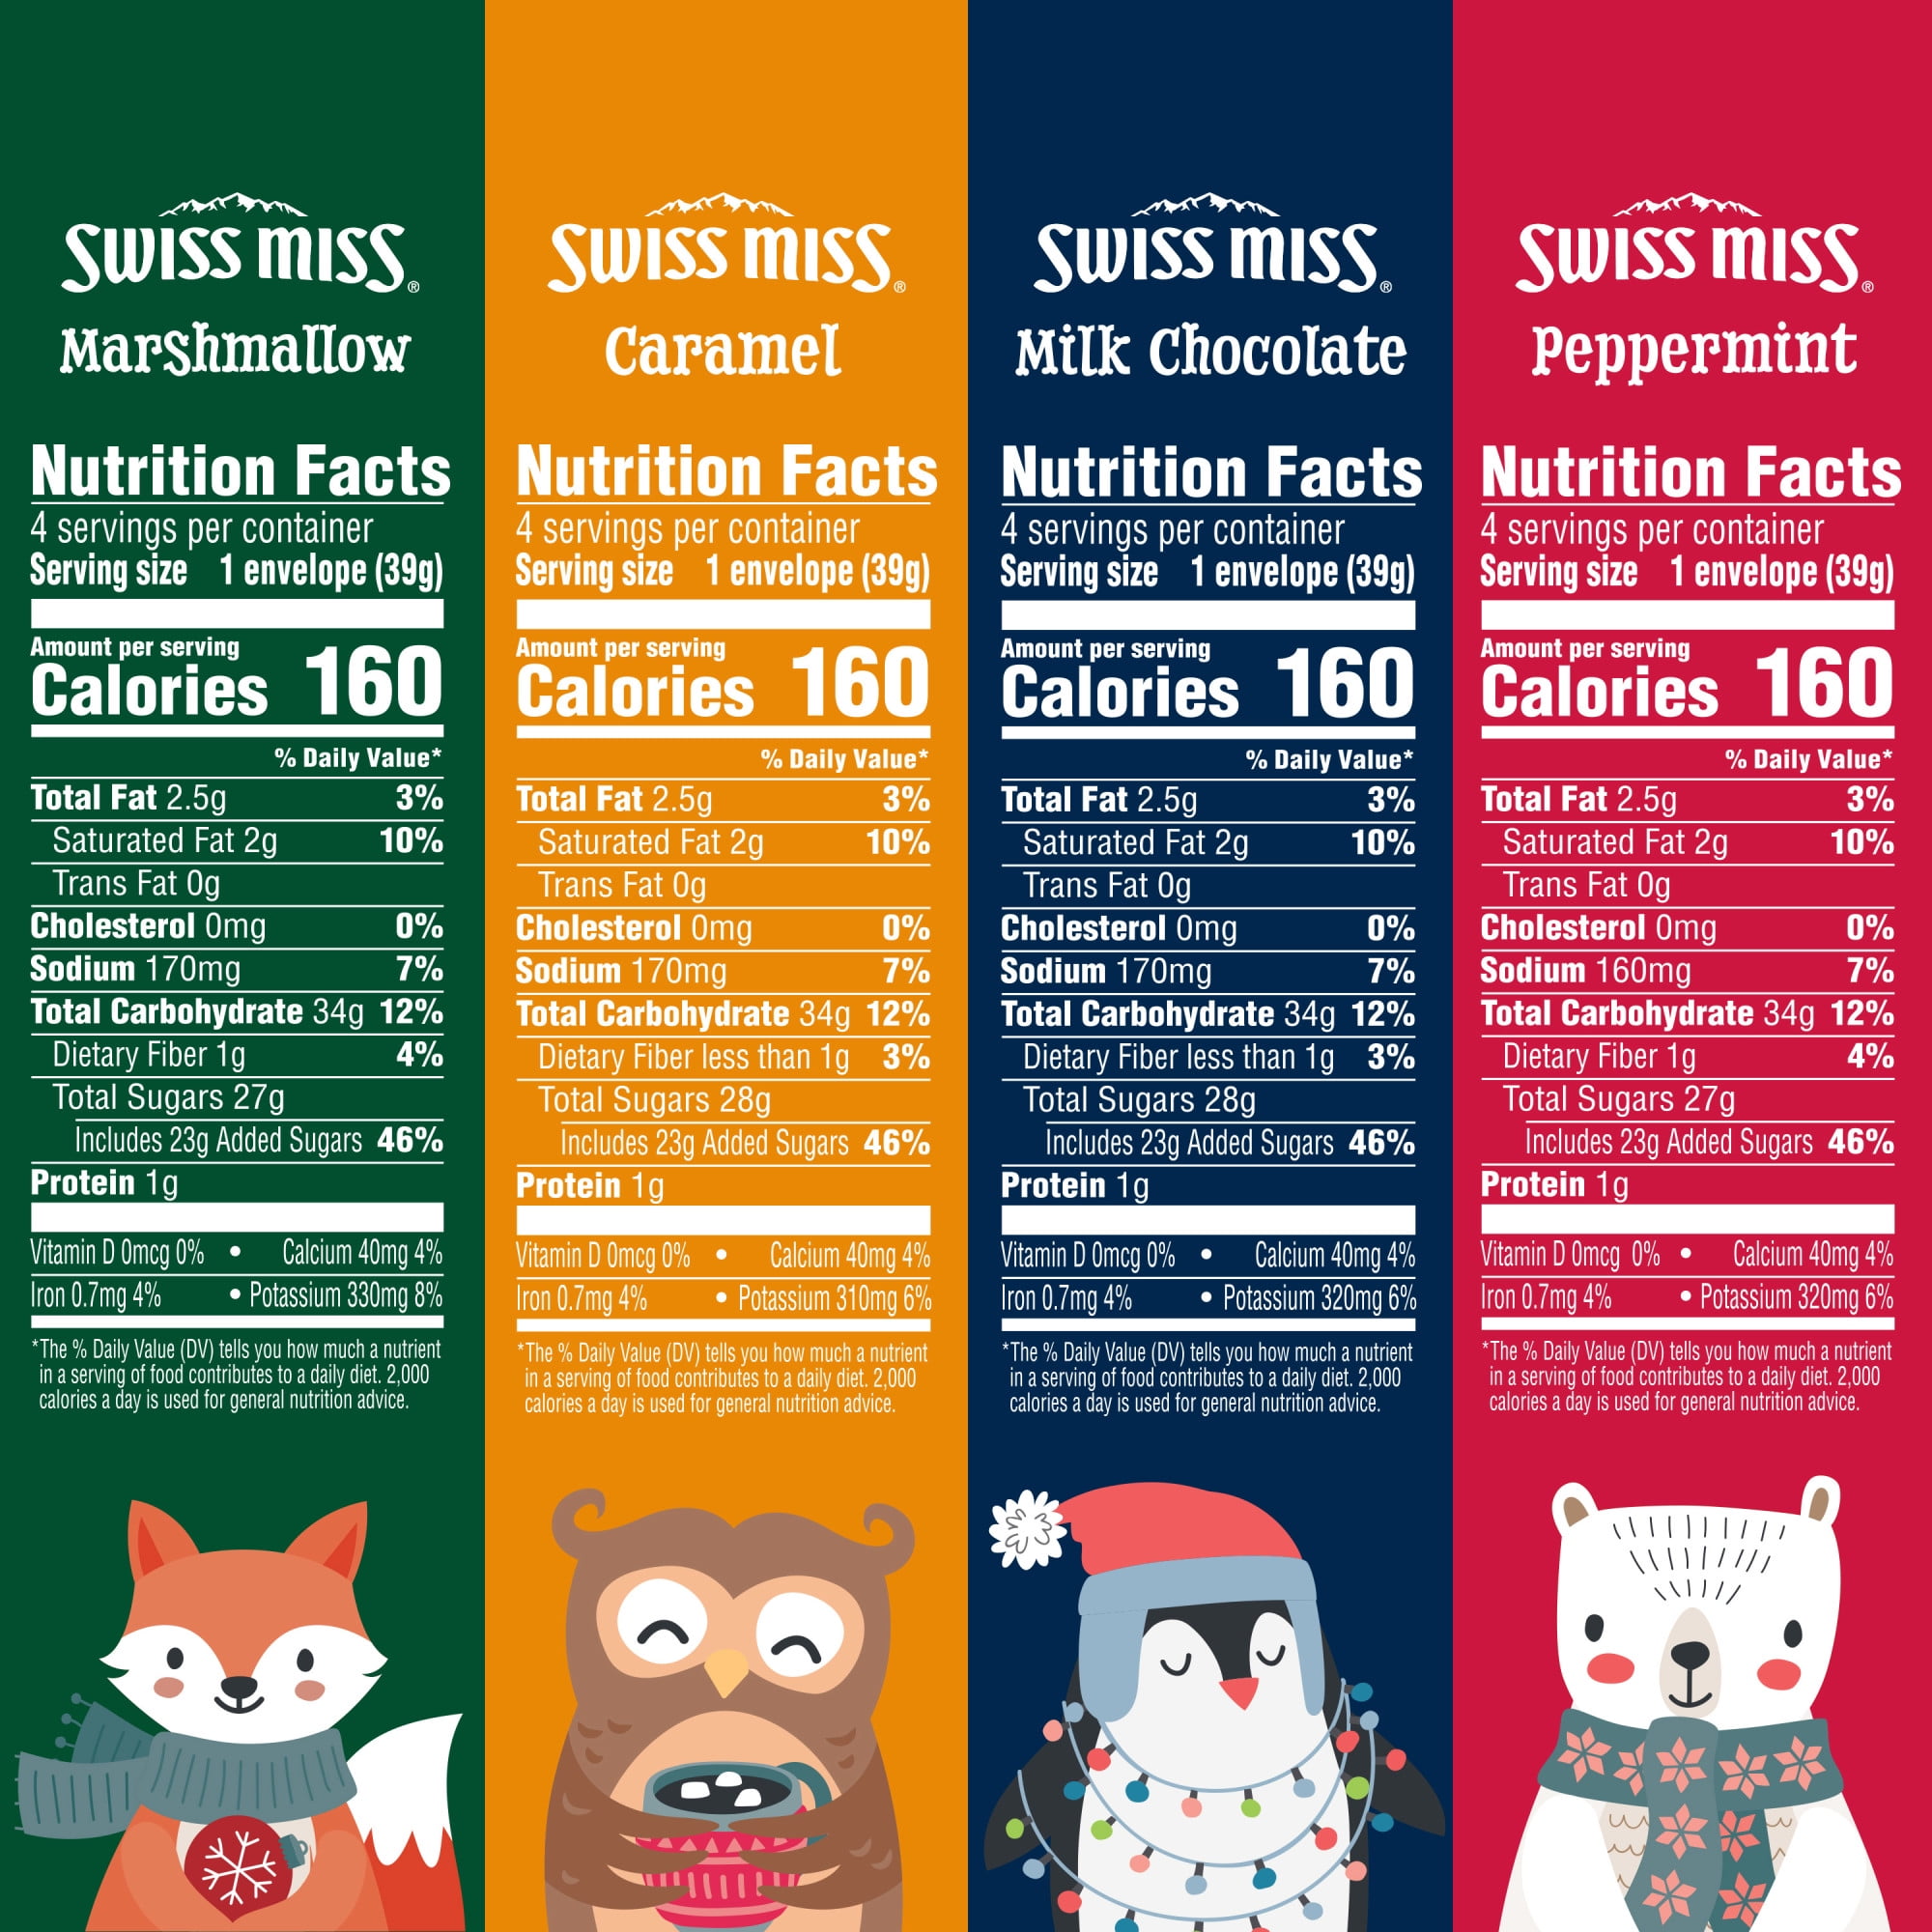 SWISS MISS®
Marshmallow
Nutrition Facts
4 servings per container
Serving size 1 envelope (39g)
Amount per serving
Calories 160
% Daily Value*
Total Fat 2.5g 3%
Saturated Fat 2g 10%
Trans Fat 0g
Cholesterol 0mg 0%
Sodium 170mg 7%
Total Carbohydrate 34g 12%
Dietary Fiber 1g 4%
Total Sugars 27g
Includes 23g Added Sugars 46%
Protein 1g
Vitamin D 0mcg 0% • Calcium 40mg 4%
Iron 0.7mg 4% • Potassium 330mg 8%
*The % Daily Value (DV) tells you how much a nutrient
in a serving of food contributes to a daily diet. 2,000
calories a day is used for general nutrition advice.
SWISS MISS®
Caramel
Nutrition Facts
4 servings per container
Serving size 1 envelope (39g)
Amount per serving
Calories 160
% Daily Value*
Total Fat 2.5g 3%
Saturated Fat 2g 10%
Trans Fat 0g
Cholesterol 0mg 0%
Sodium 170mg 7%
Total Carbohydrate 34g 12%
Dietary Fiber less than 1g 3%
Total Sugars 28g
Includes 23g Added Sugars 46%
Protein 1g
Vitamin D 0mcg 0% • Calcium 40mg 4%
Iron 0.7mg 4% • Potassium 310mg 6%
*The % Daily Value (DV) tells you how much a nutrient
in a serving of food contributes to a daily diet. 2,000
calories a day is used for general nutrition advice.
SWISS MISS®
Milk Chocolate
Nutrition Facts
4 servings per container
Serving size 1 envelope (39g)
Amount per serving
Calories 160
% Daily Value*
Total Fat 2.5g 3%
Saturated Fat 2g 10%
Trans Fat 0g
Cholesterol 0mg 0%
Sodium 170mg 7%
Total Carbohydrate 34g 12%
Dietary Fiber less than 1g 3%
Total Sugars 28g
Includes 23g Added Sugars 46%
Protein 1g
Vitamin D 0mcg 0% • Calcium 40mg 4%
Iron 0.7mg 4% • Potassium 320mg 6%
*The % Daily Value (DV) tells you how much a nutrient
in a serving of food contributes to a daily diet. 2,000
calories a day is used for general nutrition advice.
SWISS MISS®
Peppermint
Nutrition Facts
4 servings per container
Serving size 1 envelope (39g)
Amount per serving
Calories 160
% Daily Value*
Total Fat 2.5g 3%
Saturated Fat 2g 10%
Trans Fat 0g
Cholesterol 0mg 0%
Sodium 160mg 7%
Total Carbohydrate 34g 12%
Dietary Fiber 1g 4%
Total Sugars 27g
Includes 23g Added Sugars 46%
Protein 1g
Vitamin D 0mcg 0% • Calcium 40mg 4%
Iron 0.7mg 4% • Potassium 320mg 6%
*The % Daily Value (DV) tells you how much a nutrient
in a serving of food contributes to a daily diet. 2,000
calories a day is used for general nutrition advice.